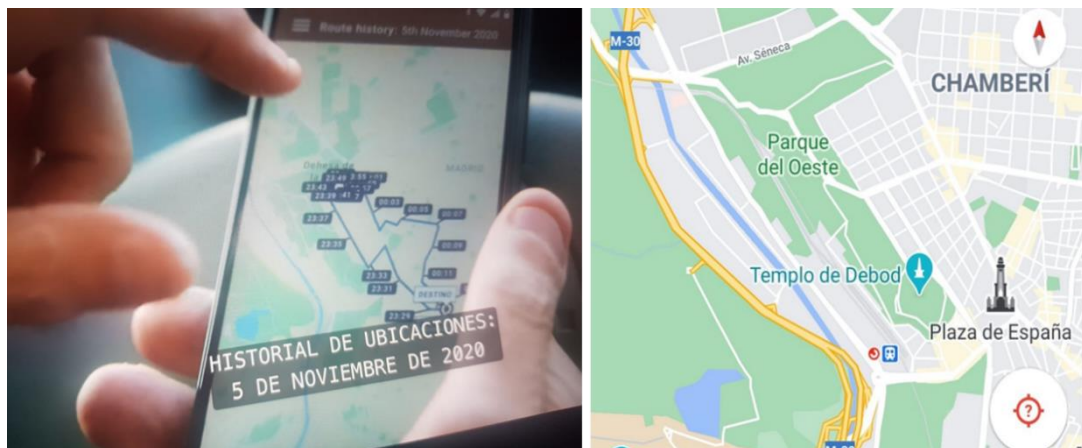 Route history: 5th November 2020
Debesa de
MADRID
23:49
23:43
23:39
23:37
23:35
23:33
23:31
23:29
00:03
00:05
00:07
00:09
00:11
DESTINO
HISTORIAL DE UBICACIONES:
5 DE NOVIEMBRE DE 2020
M-30
Av. Séneca
CHAMBERÍ
Parque
del Oeste
Templo de Debod
Plaza de España
?